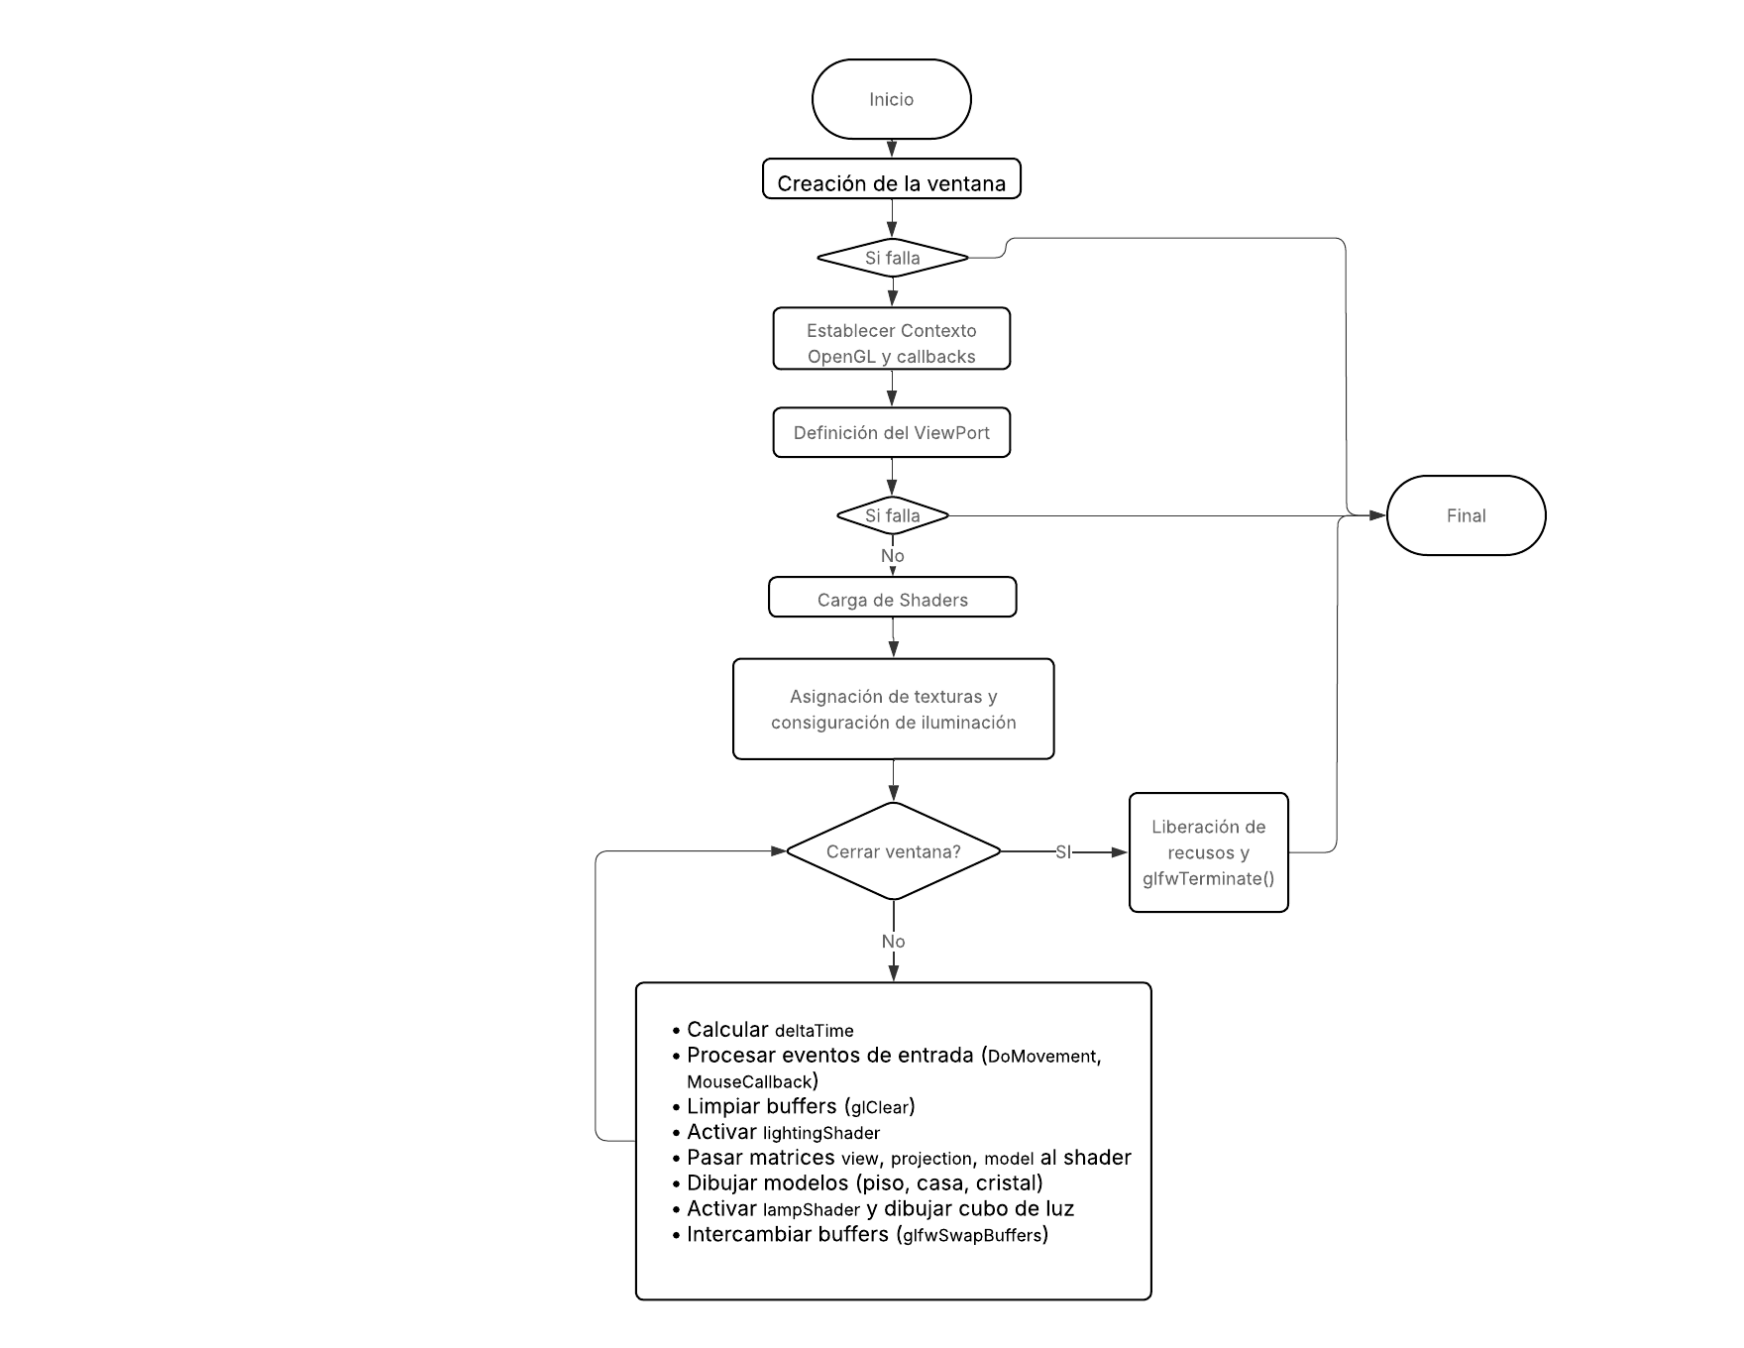 Inicio
Creación de la ventana
Si falla
Establecer Contexto
OpenGL y callbacks
Definición del ViewPort
Si falla
Final
No
Carga de Shaders
Asignación de texturas y
consiguración de iluminación
Cerrar ventana?
SI
Liberación de
recusos y
glfwTerminate()
No
• Calcular deltaTime
• Procesar eventos de entrada (DoMovement,
MouseCallback)
• Limpiar buffers (glClear)
• Activar lightingShader
• Pasar matrices view, projection, model al shader
• Dibujar modelos (piso, casa, cristal)
• Activar lampShader y dibujar cubo de luz
• Intercambiar buffers (glfwSwapBuffers)